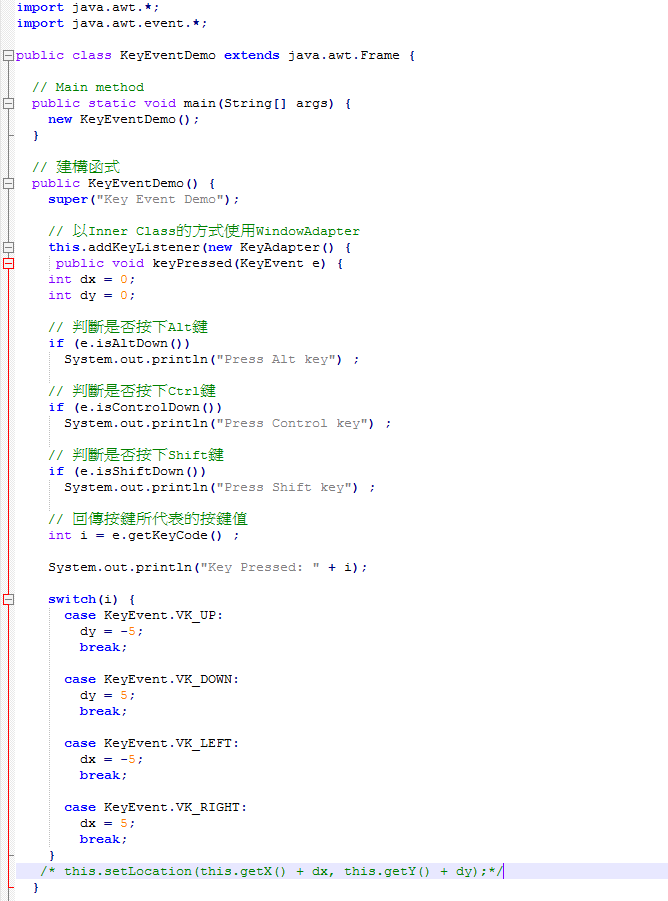 import java.awt.*;
import java.awt.event.*;
public class KeyEventDemo extends java.awt.Frame {
// Main method
public static void main(String[] args) {
new KeyEventDemo();
}
// 建構函式
public KeyEventDemo() {
super("Key Event Demo");
// 以Inner Class的方式使用WindowAdapter
this.addKeyListener(new KeyAdapter() {
public void keyPressed(KeyEvent e) {
int dx = 0;
int dy = 0;
// 判斷是否按下Alt鍵
if (e.isAltDown())
System.out.println("Press Alt key") ;
// 判斷是否按下Ctrl鍵
if (e.isControlDown())
System.out.println("Press Control key") ;
// 判斷是否按下Shift鍵
if (e.isShiftDown())
System.out.println("Press Shift key") ;
// 回傳按鍵所代表的按鍵值
int i = e.getKeyCode() ;
System.out.println("Key Pressed: " + i);
switch(i) {
case KeyEvent.VK_UP:
dy = -5;
break;
case KeyEvent.VK_DOWN:
dy = 5;
break;
case KeyEvent.VK_LEFT:
dx = -5;
break;
case KeyEvent.VK_RIGHT:
dx = 5;
break;
}
/* this.setLocation(this.getX() + dx, this.getY() + dy);*/
}